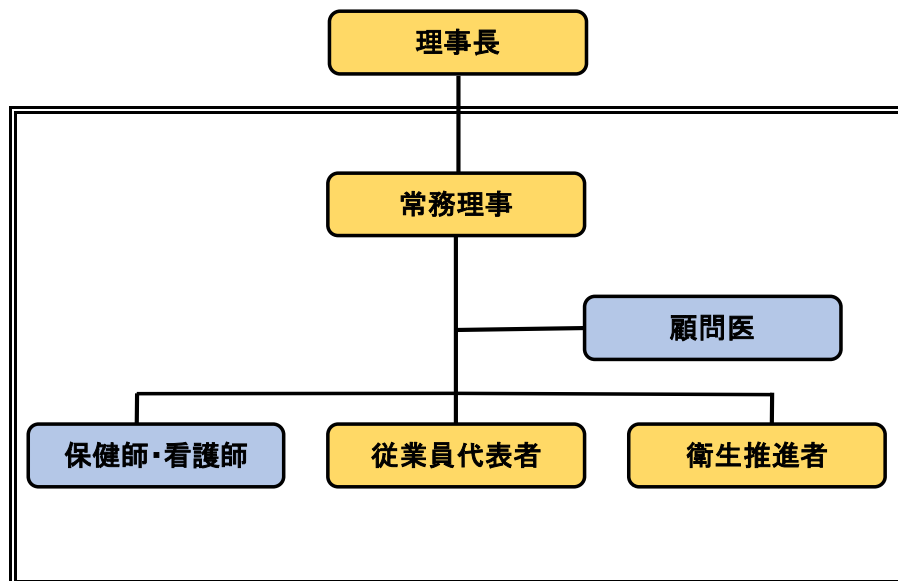 理事長
常務理事
顧問医
保健師・看護師
従業員代表者
衛生推進者